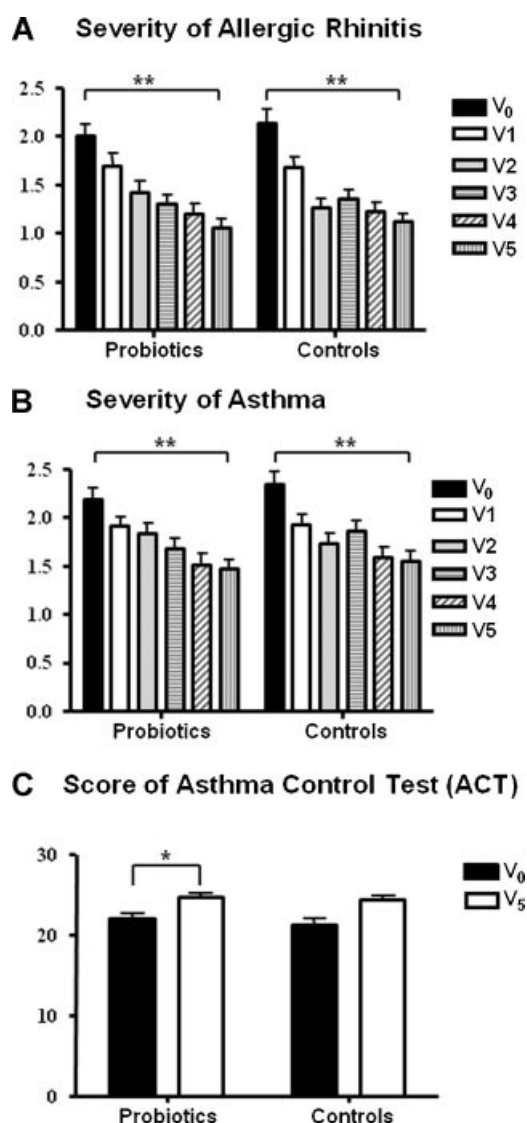 A Severity of Allergic Rhinitis
2.5
2.0
1.5
1.0
0.5
0.0
**
**
Probiotics
Controls
V0
V1
V2
V3
V4
V5
B Severity of Asthma
2.5
2.0
1.5
1.0
0.5
0.0
**
**
Probiotics
Controls
V0
V1
V2
V3
V4
V5
C Score of Asthma Control Test (ACT)
30
20
10
0
*
Probiotics
Controls
V0
V5